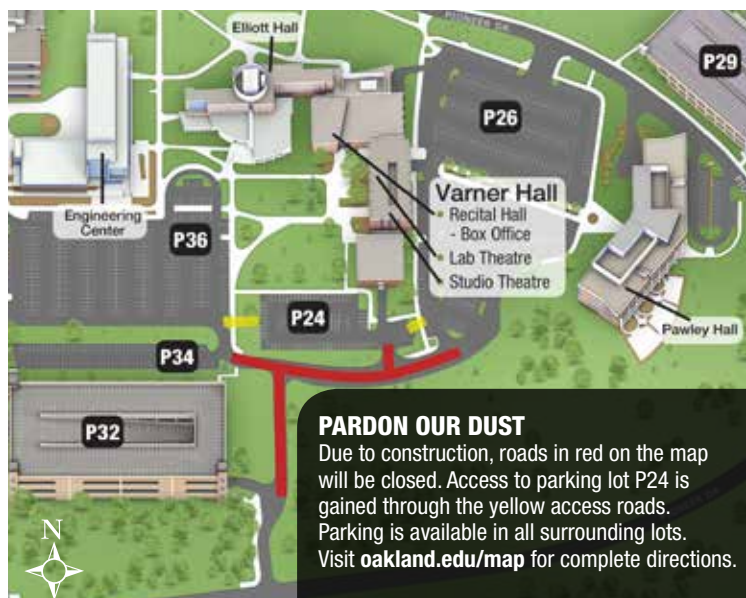 Elliott Hall
PIONEER DR.
P29
P26
Varner Hall
Recital Hall
- Box Office
Lab Theatre
Studio Theatre
Engineering
Center
P36
P24
Pawley Hall
P34
P32
PARDON OUR DUST
Due to construction, roads in red on the map
will be closed. Access to parking lot P24 is
gained through the yellow access roads.
Parking is available in all surrounding lots.
Visit oakland.edu/map for complete directions.
N